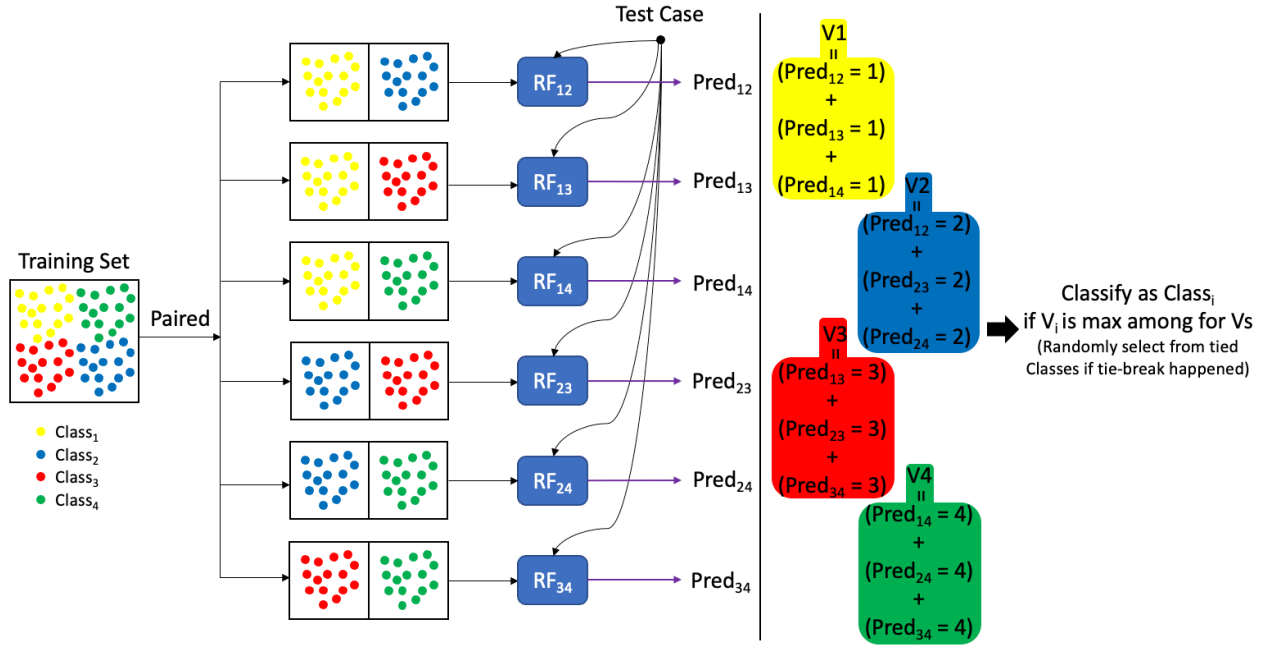 Training Set
Class₁
Class₂
Class₃
Class₄
Paired
Test Case
RF₁₂
Pred₁₂
RF₁₃
Pred₁₃
RF₁₄
Pred₁₄
RF₂₃
Pred₂₃
RF₂₄
Pred₂₄
RF₃₄
Pred₃₄
V1
=
(Pred₁₂ = 1)
+
(Pred₁₃ = 1)
+
(Pred₁₄ = 1)
V2
=
(Pred₁₂ = 2)
+
(Pred₂₃ = 2)
+
(Pred₂₄ = 2)
V3
=
(Pred₁₃ = 3)
+
(Pred₂₃ = 3)
+
(Pred₃₄ = 3)
V4
=
(Pred₁₄ = 4)
+
(Pred₂₄ = 4)
+
(Pred₃₄ = 4)
Classify as Classᵢ
if Vᵢ is max among for Vs
(Randomly select from tied
Classes if tie-break happened)